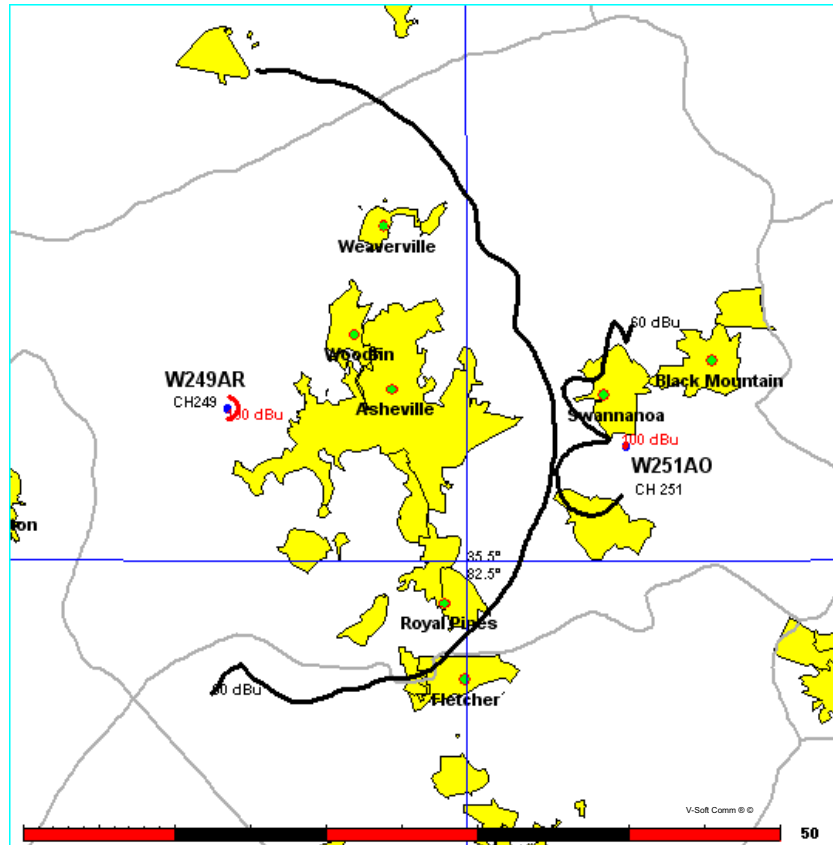 Weaverville
60 dBu
Woodfin
Black Mountain
W249AR
CH249
100 dBu
Asheville
Swannanoa
100 dBu
W251AO
CH 251
ton
35.5°
82.5°
Royal Pines
60 dBu
Fletcher
V-Soft Comm ® ©
50